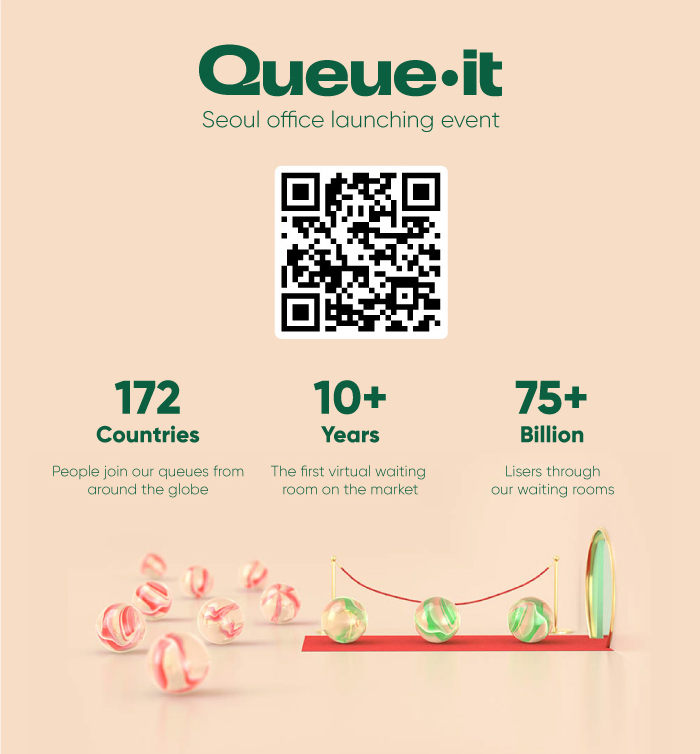 Queue•it
Seoul office launching event
172
Countries
People join our queues from
around the globe
10+
Years
The first virtual waiting
room on the market
75+
Billion
Lisers through
our waiting rooms